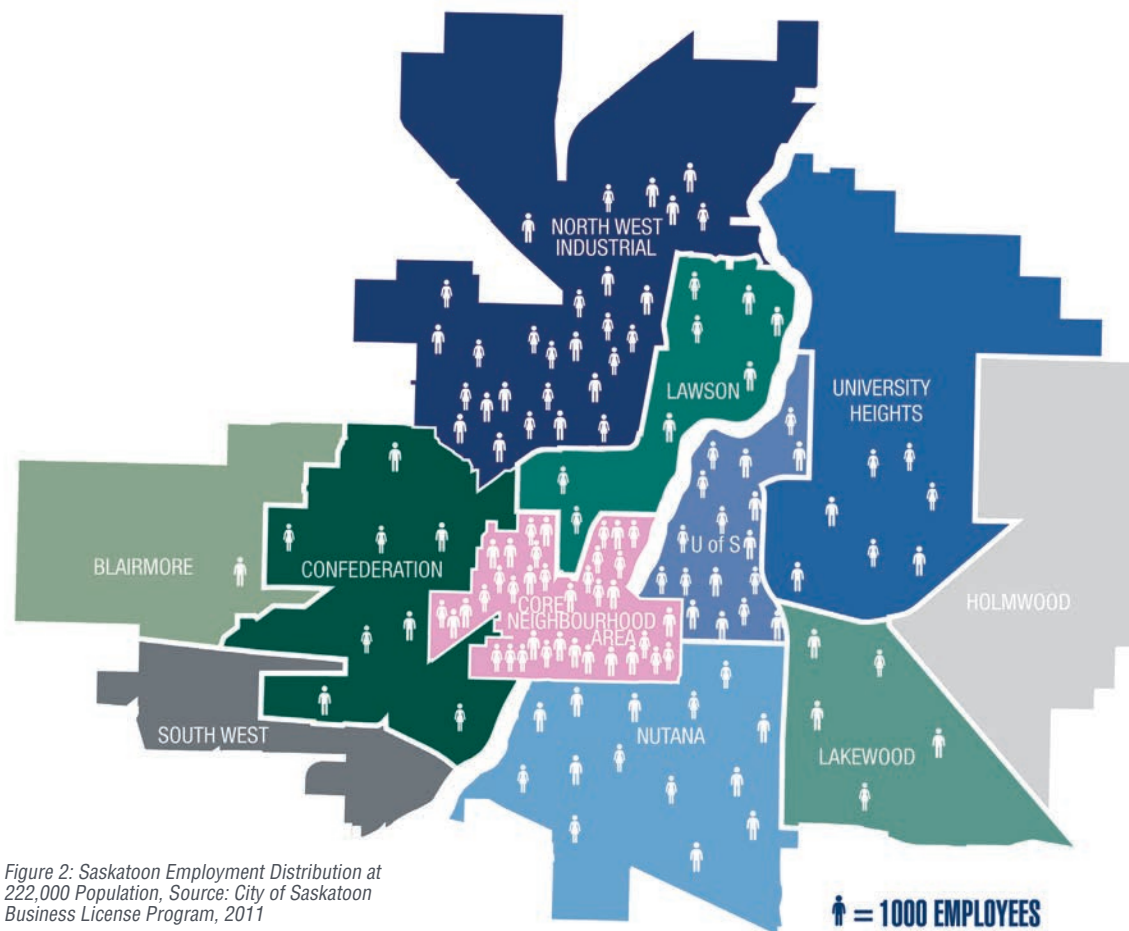 NORTH WEST
INDUSTRIAL
LAWSON
UNIVERSITY
HEIGHTS
U of S
BLAIRMORE
CONFEDERATION
CORE
NEIGHBOURHOOD
AREA
HOLMWOOD
SOUTH WEST
NUTANA
LAKEWOOD
Figure 2: Saskatoon Employment Distribution at
222,000 Population, Source: City of Saskatoon
Business License Program, 2011
= 1000 EMPLOYEES